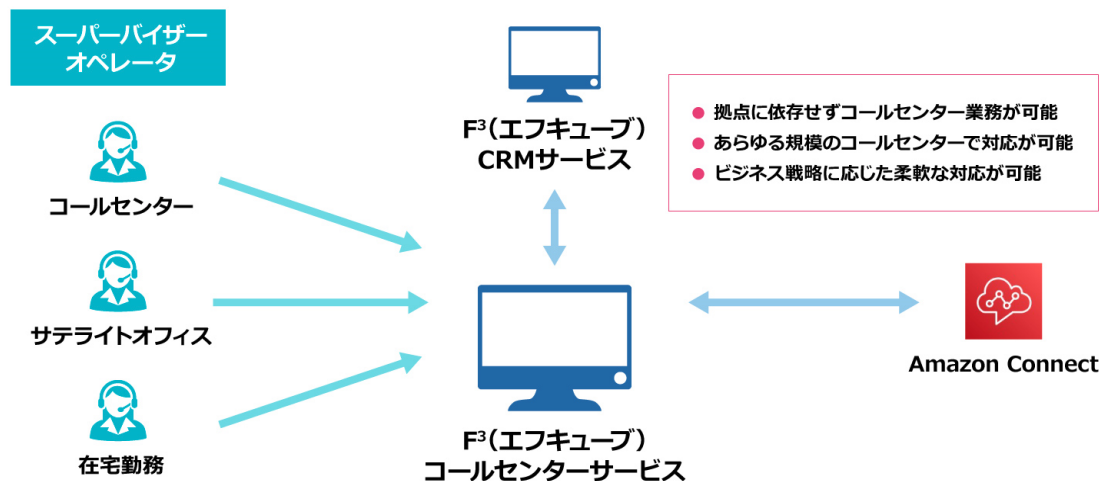 スーパーバイザー
オペレータ
コールセンター
サテライトオフィス
在宅勤務
F³（エフキューブ）
CRMサービス
F³（エフキューブ）
コールセンターサービス
● 拠点に依存せずコールセンター業務が可能
● あらゆる規模のコールセンターで対応が可能
● ビジネス戦略に応じた柔軟な対応が可能
Amazon Connect